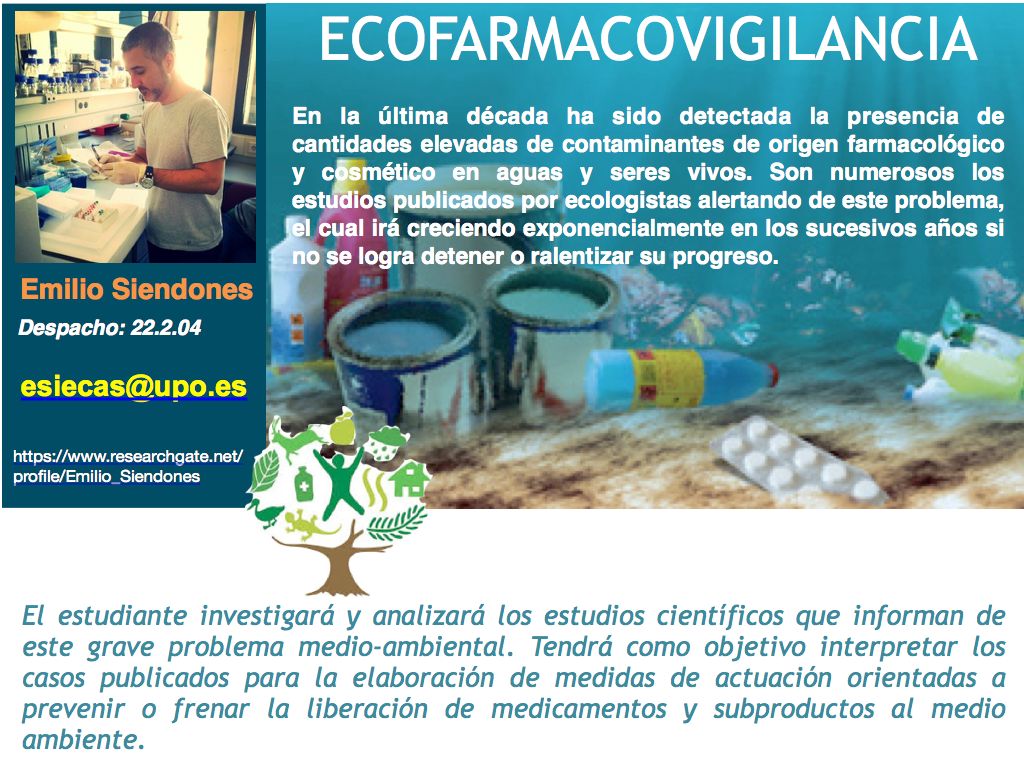 ECOFARMACOVIGILANCIA
En la última década ha sido detectada la presencia de
cantidades elevadas de contaminantes de origen farmacológico
y cosmético en aguas y seres vivos. Son numerosos los
estudios publicados por ecologistas alertando de este problema,
el cual irá creciendo exponencialmente en los sucesivos años si
no se logra detener o ralentizar su progreso.
Emilio Siendones
Despacho: 22.2.04
esiecas@upo.es
https://www.researchgate.net/
profile/Emilio_Siendones
El estudiante investigará y analizará los estudios científicos que informan de
este grave problema medio-ambiental. Tendrá como objetivo interpretar los
casos publicados para la elaboración de medidas de actuación orientadas a
prevenir o frenar la liberación de medicamentos y subproductos al medio
ambiente.